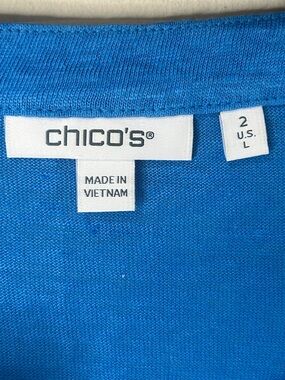 chico's®
2
U.S.
L
MADE IN
VIETNAM